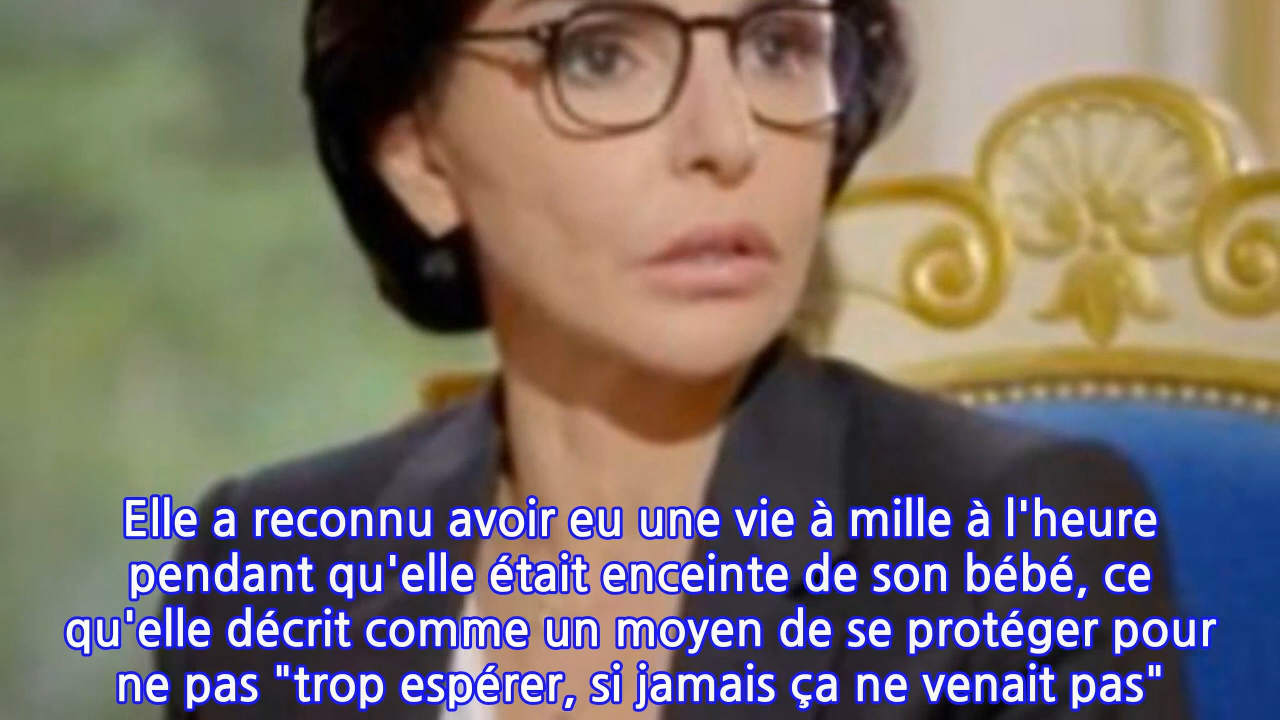 Elle a reconnu avoir eu une vie à mille à l'heure
pendant qu'elle était enceinte de son bébé, ce
qu'elle décrit comme un moyen de se protéger pour
ne pas "trop espérer, si jamais ça ne venait pas"